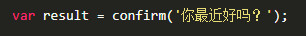 var result = confirm('你最近好吗？');